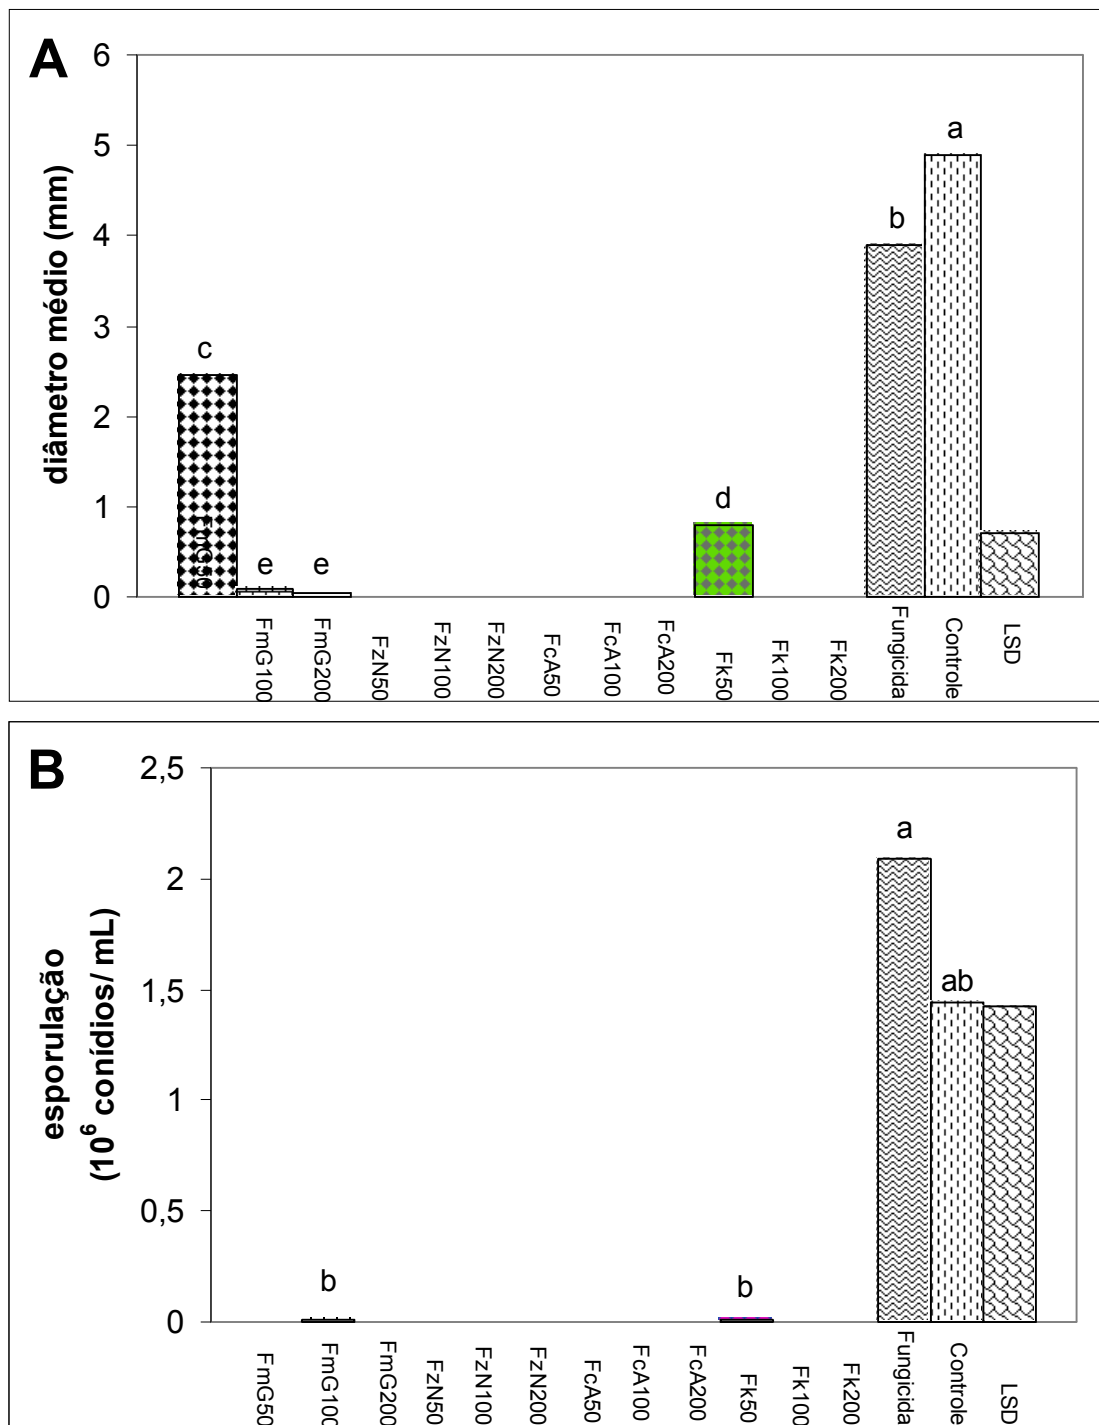 A
6
5
4
3
2
1
0
diâmetro médio (mm)
c
e
e
d
b
a
FmG50
FmG100
FmG200
FzN50
FzN100
FzN200
FcA50
FcA100
FcA200
Fk50
Fk100
Fk200
Fungicida
Controle
LSD
B
2,5
2
1,5
1
0,5
0
esporulação
(10⁶ conídios/ mL)
b
b
a
ab
FmG50
FmG100
FmG200
FzN50
FzN100
FzN200
FcA50
FcA100
FcA200
Fk50
Fk100
Fk200
Fungicida
Controle
LSD